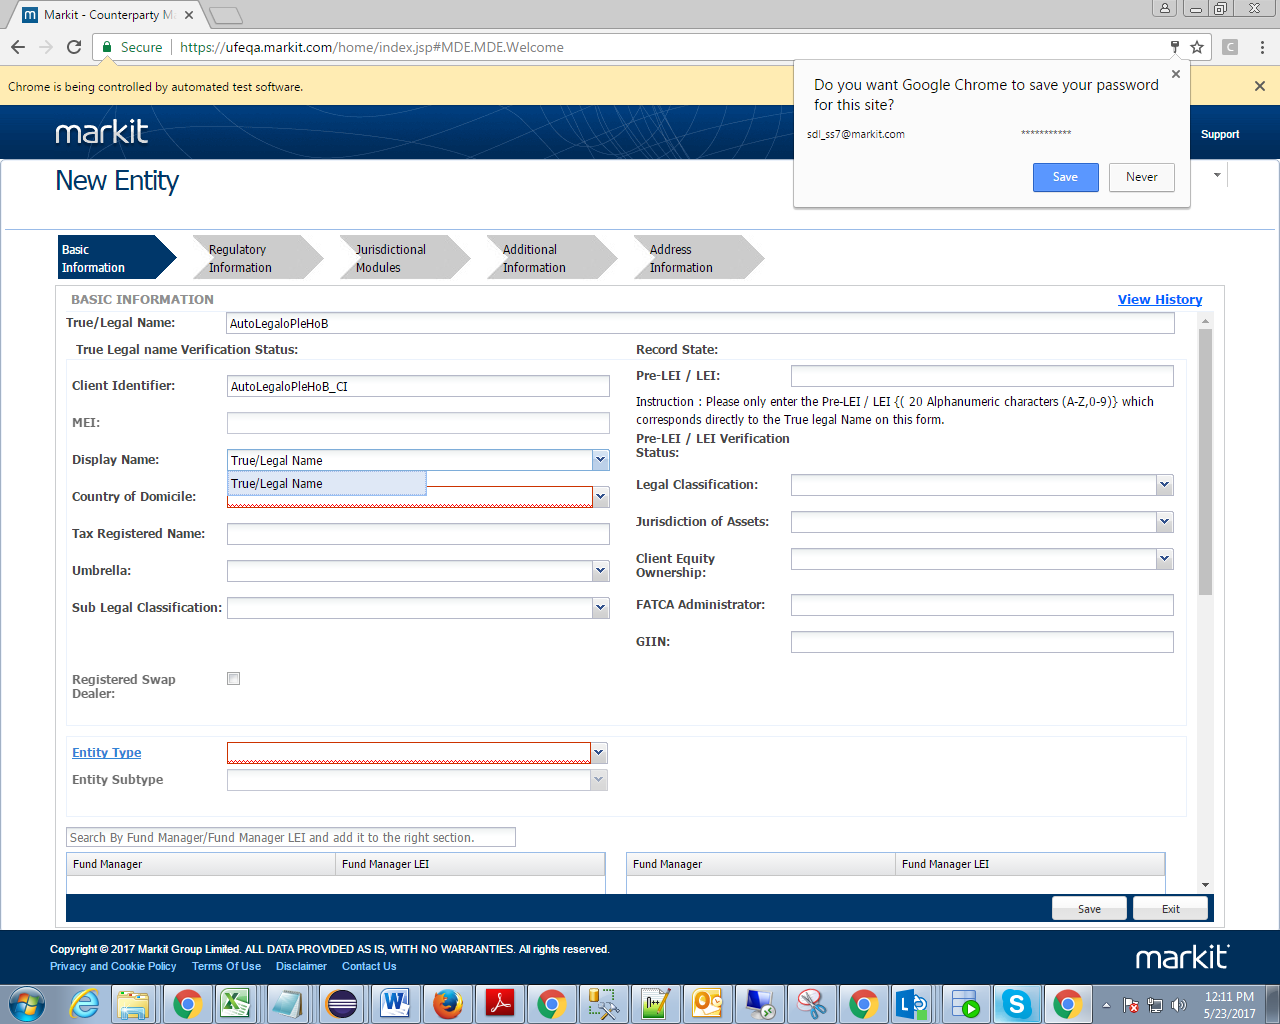 Markit - Counterparty M
Secure https://ufeqa.markit.com/home/index.jsp#MDE.MDE.Welcome
Chrome is being controlled by automated test software.
Do you want Google Chrome to save your password
for this site?
sdl_ss7@markit.com ***********
Save Never
markit
Support
New Entity
Basic
Information
Regulatory
Information
Jurisdictional
Modules
Additional
Information
Address
Information
BASIC INFORMATION
View History
True/Legal Name: AutoLegaloPleHoB
True Legal name Verification Status:
Record State:
Client Identifier: AutoLegaloPleHoB_CI
Pre-LEI / LEI:
Instruction : Please only enter the Pre-LEI / LEI {( 20 Alphanumeric characters (A-Z,0-9)} which
corresponds directly to the True legal Name on this form.
MEI:
Pre-LEI / LEI Verification
Status:
Display Name: True/Legal Name
True/Legal Name
Country of Domicile:
Legal Classification:
Tax Registered Name:
Jurisdiction of Assets:
Umbrella:
Client Equity
Ownership:
Sub Legal Classification:
FATCA Administrator:
GIIN:
Registered Swap
Dealer:
Entity Type
Entity Subtype
Search By Fund Manager/Fund Manager LEI and add it to the right section.
Fund Manager Fund Manager LEI Fund Manager Fund Manager LEI
Save Exit
Copyright © 2017 Markit Group Limited. ALL DATA PROVIDED AS IS, WITH NO WARRANTIES. All rights reserved.
Privacy and Cookie Policy Terms Of Use Disclaimer Contact Us
markit
12:11 PM
5/23/2017